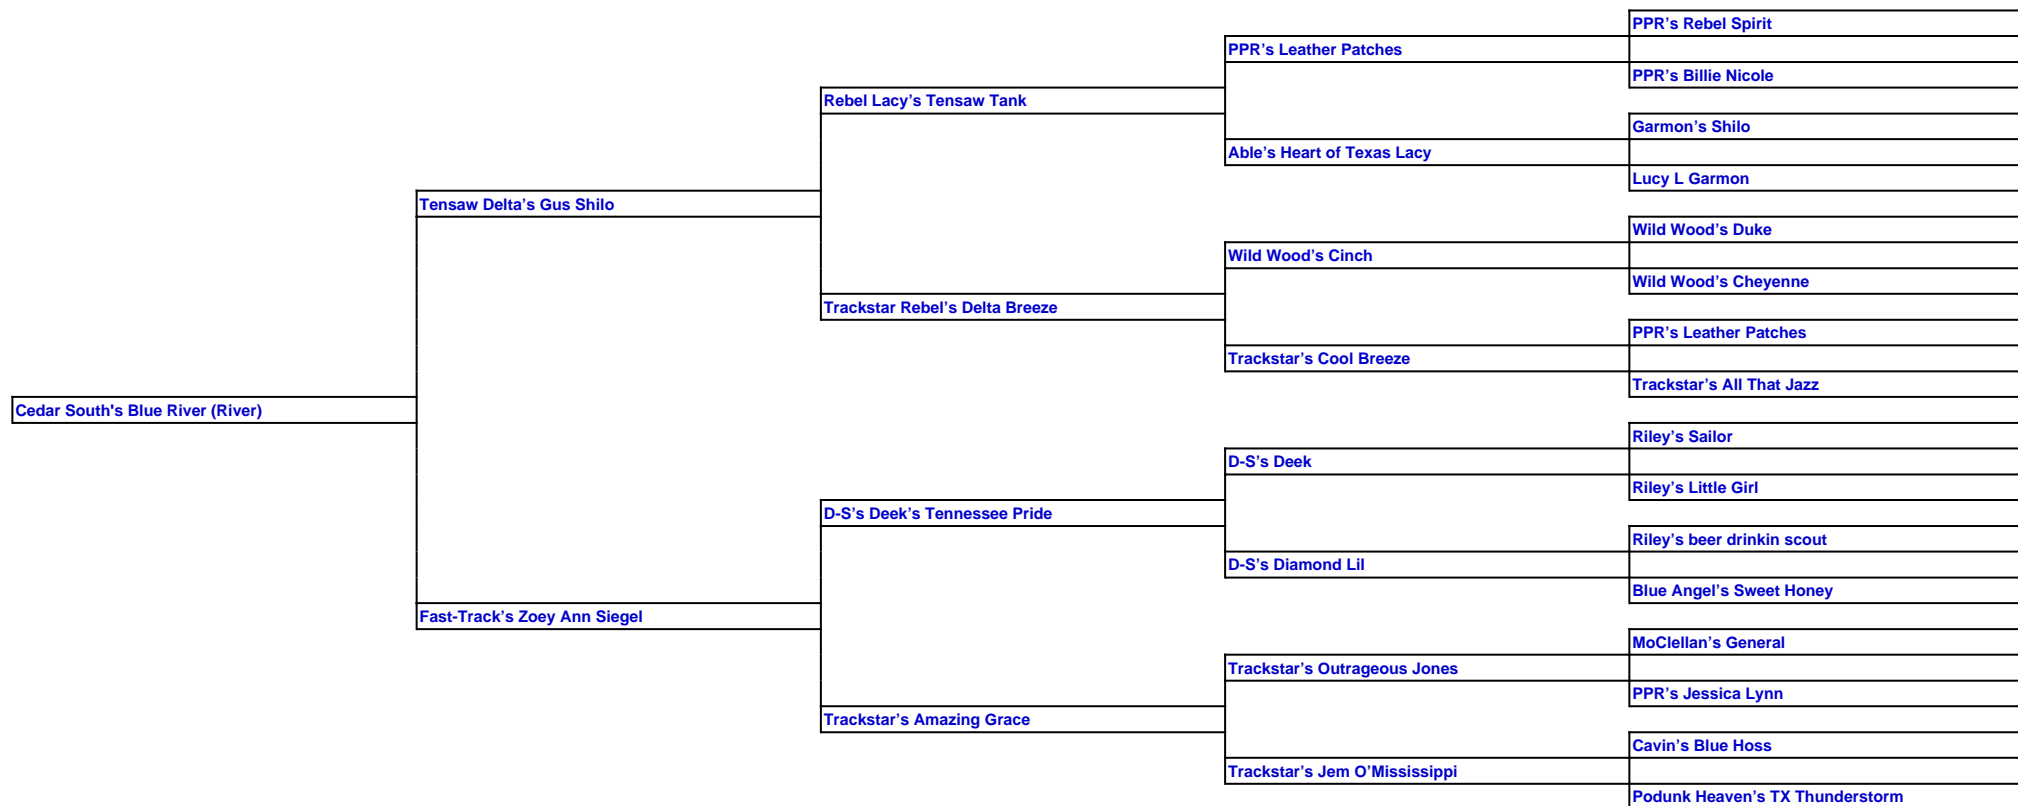 PPR’s Rebel Spirit
PPR’s Leather Patches
PPR’s Billie Nicole
Rebel Lacy’s Tensaw Tank
Garmon’s Shilo
Able’s Heart of Texas Lacy
Lucy L Garmon
Tensaw Delta’s Gus Shilo
Wild Wood’s Duke
Wild Wood’s Cinch
Wild Wood’s Cheyenne
Trackstar Rebel’s Delta Breeze
PPR’s Leather Patches
Trackstar’s Cool Breeze
Trackstar’s All That Jazz
Cedar South's Blue River (River)
Riley’s Sailor
D-S’s Deek
Riley’s Little Girl
D-S’s Deek’s Tennessee Pride
Riley’s beer drinkin scout
D-S’s Diamond Lil
Blue Angel’s Sweet Honey
Fast-Track’s Zoey Ann Siegel
MoClellan’s General
Trackstar’s Outrageous Jones
PPR’s Jessica Lynn
Trackstar’s Amazing Grace
Cavin’s Blue Hoss
Trackstar’s Jem O’Mississippi
Podunk Heaven’s TX Thunderstorm